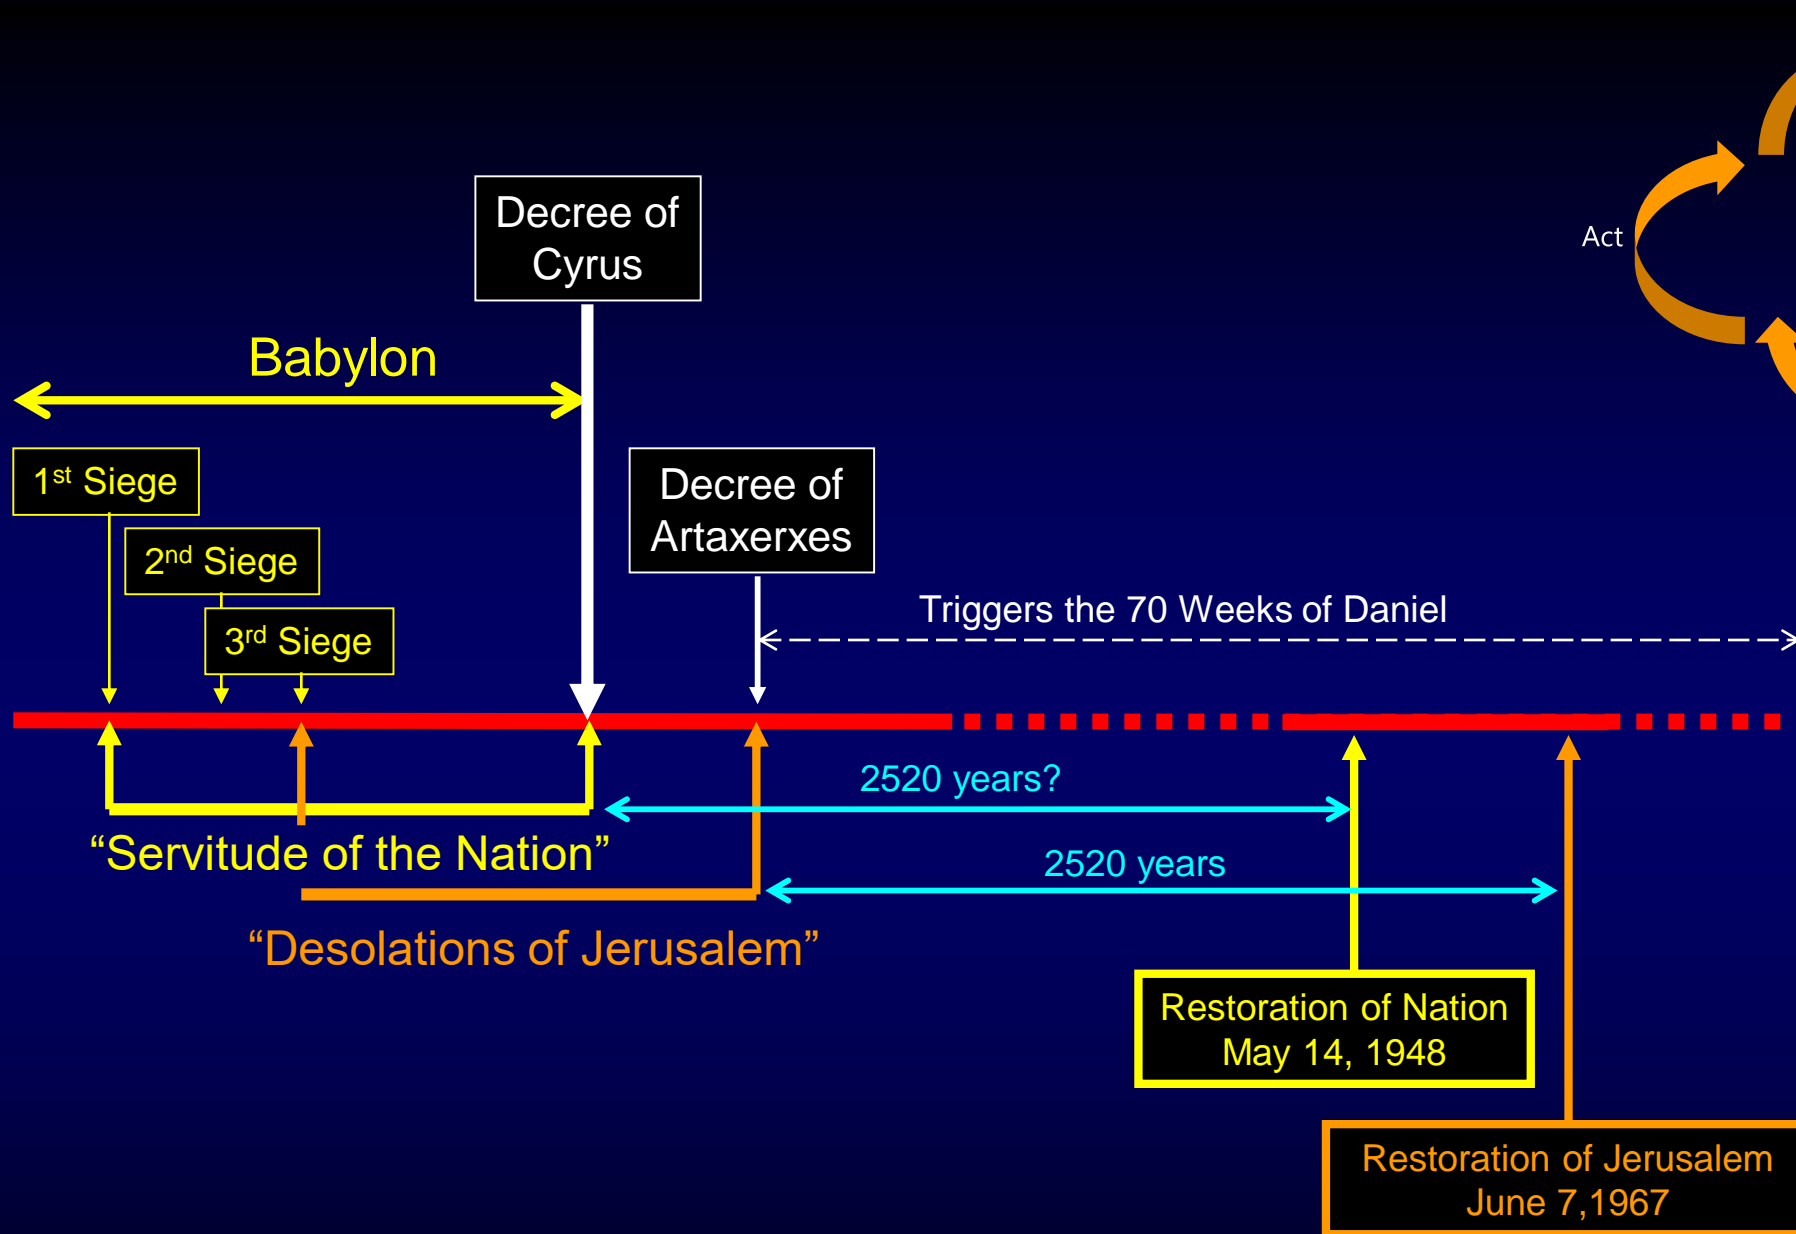 Decree of
Cyrus
Act
Babylon
1st Siege
Decree of
Artaxerxes
2nd Siege
3rd Siege
Triggers the 70 Weeks of Daniel
2520 years?
“Servitude of the Nation”
2520 years
“Desolations of Jerusalem”
Restoration of Nation
May 14, 1948
Restoration of Jerusalem
June 7,1967